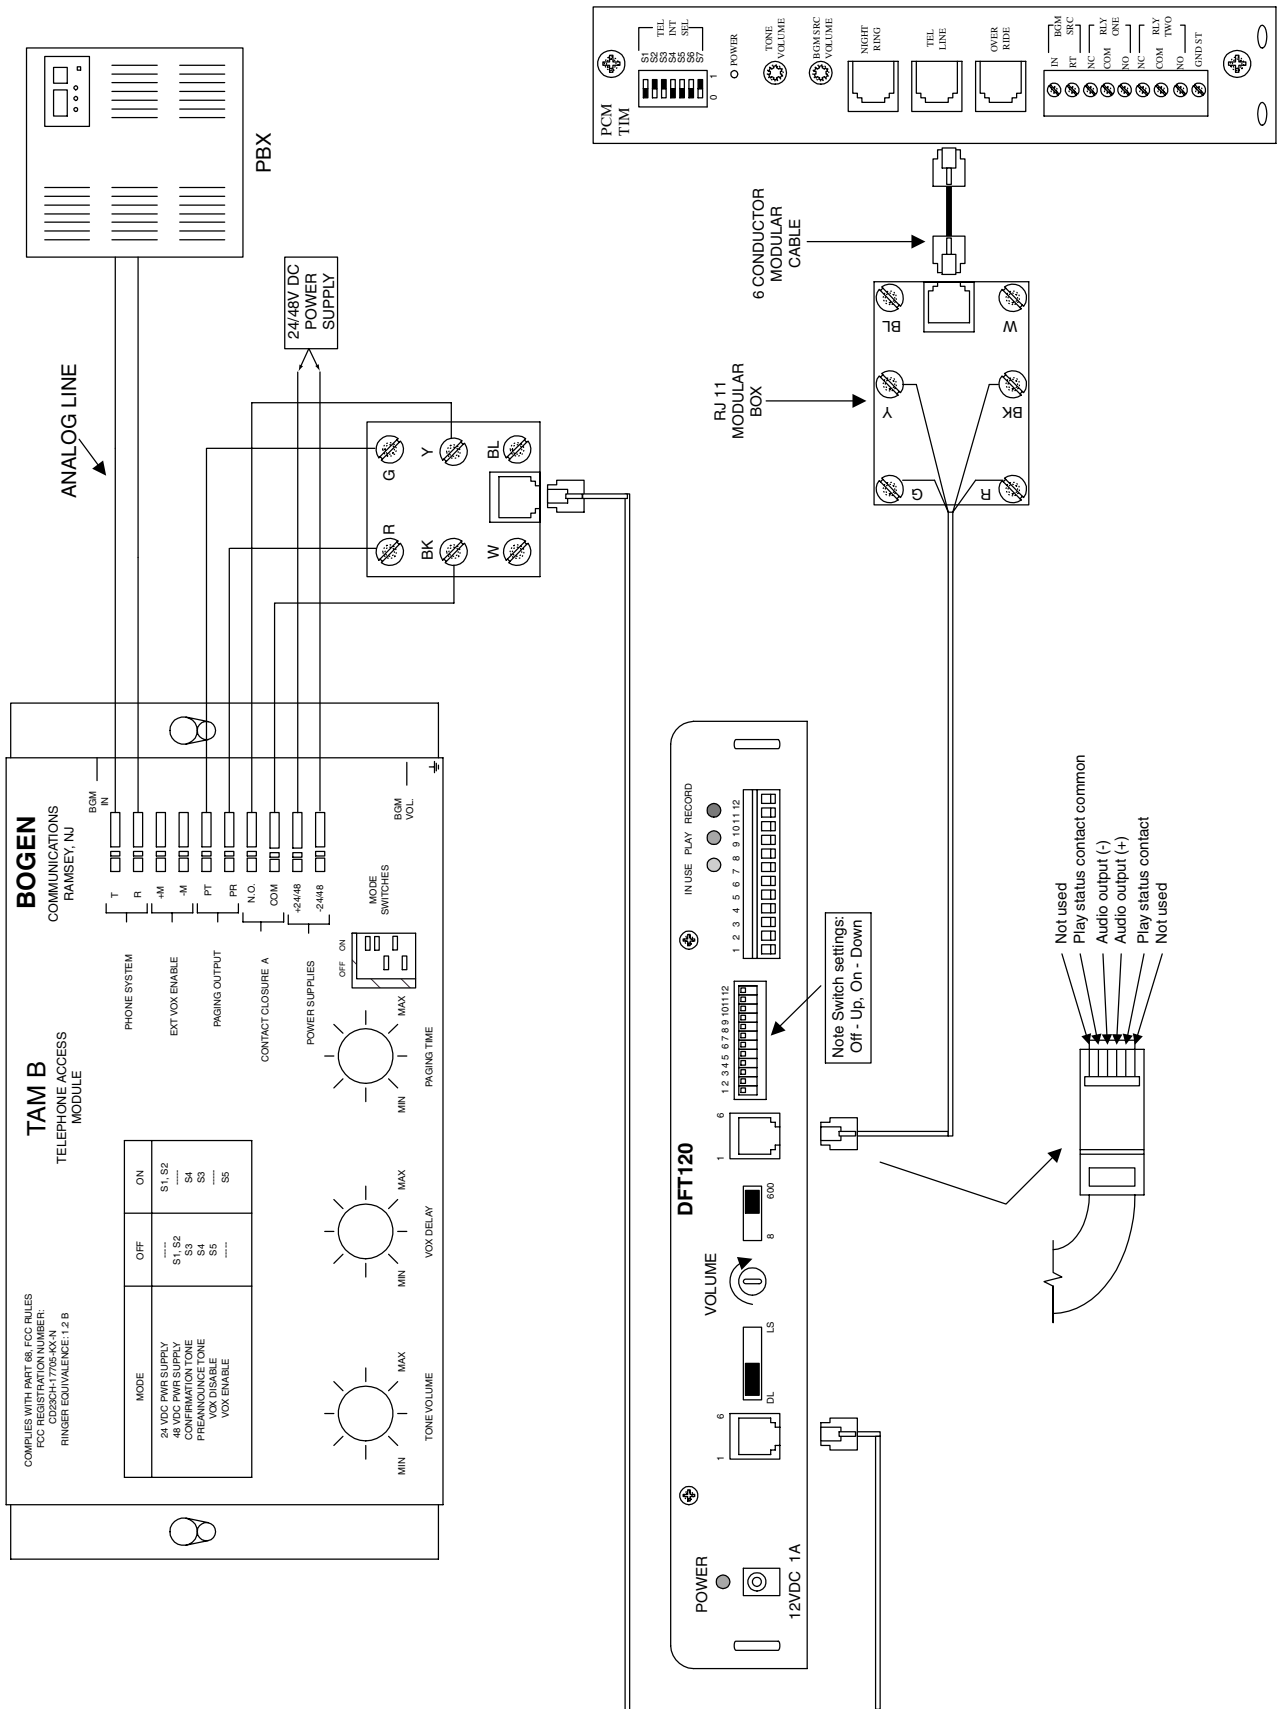 COMPLIES WITH PART 68, FCC RULES
FCC REGISTRATION NUMBER:
CD23CH-17705-KX-N
RINGER EQUIVALENCE: 1.2 B
TAM B
TELEPHONE ACCESS
MODULE
BOGEN
COMMUNICATIONS
RAMSEY, NJ
MODE OFF ON
24 VDC PWR SUPPLY ---- S1, S2
48 VDC PWR SUPPLY S1, S2 ----
CONFIRMATION TONE S3 S4
PREANNOUNCE TONE S4 S3
VOX DISABLE S5 ----
VOX ENABLE ---- S5
BGM
IN
PHONE SYSTEM
T
R
EXT VOX ENABLE
+M
-M
PAGING OUTPUT
PT
PR
CONTACT CLOSURE A
N.O.
COM
POWER SUPPLIES
+24/48
-24/48
MODE
SWITCHES
OFF ON
BGM
VOL.
MIN MAX
TONE VOLUME
MIN MAX
VOX DELAY
MIN MAX
PAGING TIME
ANALOG LINE
PBX
24/48V DC
POWER
SUPPLY
R G
BK Y
W BL
POWER
12VDC 1A
1 6
DL LS
VOLUME
8 600
DFT120
1 6
1 2 3 4 5 6 7 8 9 10 11 12
IN USE PLAY RECORD
1 2 3 4 5 6 7 8 9 10 11 12
Note Switch settings:
Off - Up, On - Down
Not used
Play status contact common
Audio output (-)
Audio output (+)
Play status contact
Not used
RJ 11
MODULAR
BOX
G Y BL
R BK W
6 CONDUCTOR
MODULAR
CABLE
PCM
TIM
S1
S2
S3
S4
S5
S6
S7
TEL
INT
SEL
0 1
POWER
TONE
VOLUME
BGM SRC
VOLUME
NIGHT
RING
TEL
LINE
OVER
RIDE
IN
RT
BGM
SRC
NC
COM
NO
RLY
ONE
NC
COM
NO
RLY
TWO
GND ST